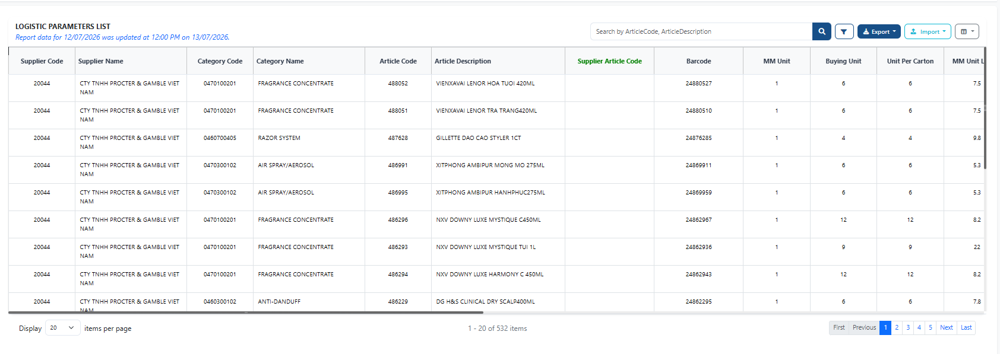 LOGISTIC PARAMETERS LIST
Report data for 12/07/2026 was updated at 12:00 PM on 13/07/2026.
Search by ArticleCode, ArticleDescription
Export
Import
Supplier Code Supplier Name Category Code Category Name Article Code Article Description Supplier Article Code Barcode MM Unit Buying Unit Unit Per Carton MM Unit L
20044 CTY TNHH PROCTER & GAMBLE VIET NAM 0470100201 FRAGRANCE CONCENTRATE 488052 VIENXAVAI LENOR HOA TUOI 420ML 24880527 1 6 6 7.5
20044 CTY TNHH PROCTER & GAMBLE VIET NAM 0470100201 FRAGRANCE CONCENTRATE 488051 VIENXAVAI LENOR TRA TRANG420ML 24880510 1 6 6 7.5
20044 CTY TNHH PROCTER & GAMBLE VIET NAM 0460700405 RAZOR SYSTEM 487628 GILLETTE DAO CAO STYLER 1CT 24876285 1 4 4 9.8
20044 CTY TNHH PROCTER & GAMBLE VIET NAM 0470300102 AIR SPRAY/AEROSOL 486991 XITPHONG AMBIPUR MONG MO 275ML 24869911 1 6 6 5.3
20044 CTY TNHH PROCTER & GAMBLE VIET NAM 0470300102 AIR SPRAY/AEROSOL 486995 XITPHONG AMBIPUR HANHPHUC275ML 24869959 1 6 6 5.3
20044 CTY TNHH PROCTER & GAMBLE VIET NAM 0470100201 FRAGRANCE CONCENTRATE 486296 NXV DOWNY LUXE MYSTIQUE C450ML 24862967 1 12 12 8.2
20044 CTY TNHH PROCTER & GAMBLE VIET NAM 0470100201 FRAGRANCE CONCENTRATE 486293 NXV DOWNY LUXE MYSTIQUE TUI 1L 24862936 1 9 9 22
20044 CTY TNHH PROCTER & GAMBLE VIET NAM 0470100201 FRAGRANCE CONCENTRATE 486294 NXV DOWNY LUXE HARMONY C 450ML 24862943 1 12 12 8.2
20044 CTY TNHH PROCTER & GAMBLE VIET NAM 0460300102 ANTI-DANDUFF 486229 DG H&S CLINICAL DRY SCALP400ML 24862295 1 6 6 7.8
Display 20 items per page
1 - 20 of 532 items
First Previous 1 2 3 4 5 Next Last